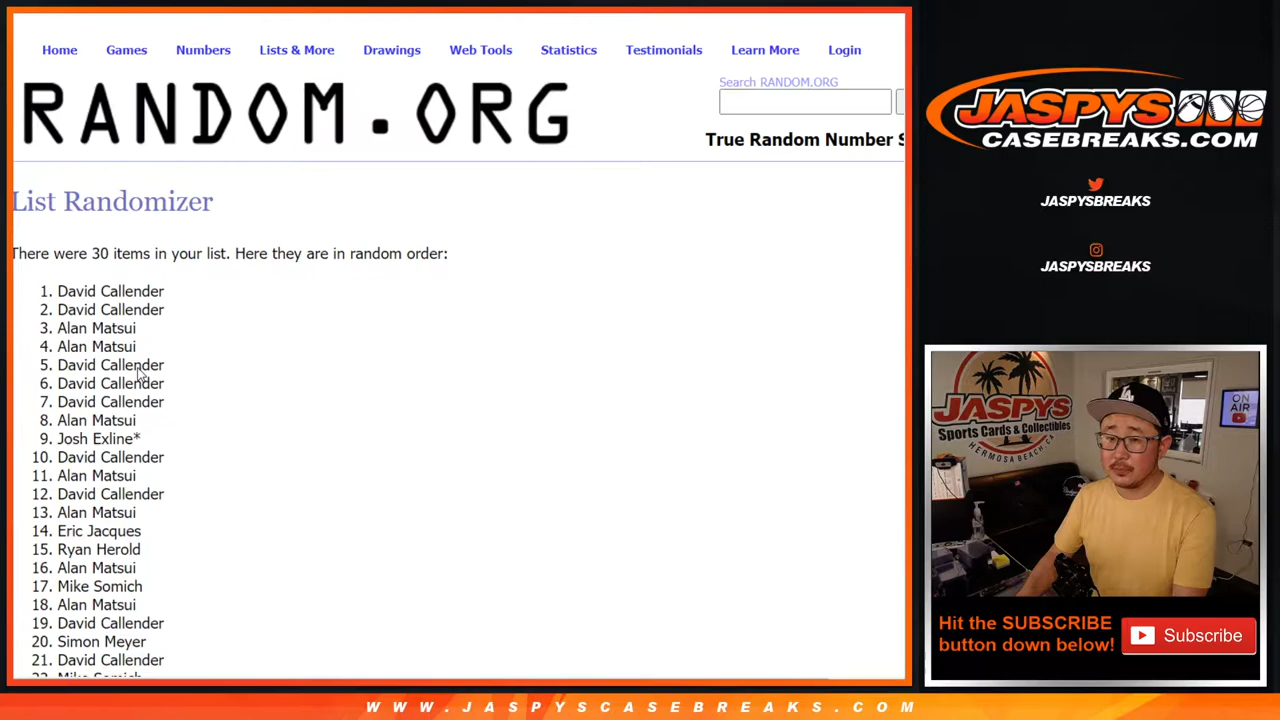 Home Games Numbers Lists & More Drawings Web Tools Statistics Testimonials Learn More Login
Search RANDOM.ORG
RANDOM.ORG
True Random Number S
List Randomizer
There were 30 items in your list. Here they are in random order:
1. David Callender
2. David Callender
3. Alan Matsui
4. Alan Matsui
5. David Callender
6. David Callender
7. David Callender
8. Alan Matsui
9. Josh Exline*
10. David Callender
11. Alan Matsui
12. David Callender
13. Alan Matsui
14. Eric Jacques
15. Ryan Herold
16. Alan Matsui
17. Mike Somich
18. Alan Matsui
19. David Callender
20. Simon Meyer
21. David Callender
22. Mike Somich
JASPYS
CASEBREAKS.COM
JASPYSBREAKS
JASPYSBREAKS
JASPYS
Sports Cards & Collectibles
HERMOSA BEACH, CA
ON
AIR
Hit the SUBSCRIBE
button down below!
Subscribe
WWW.JASPYSCASEBREAKS.COM